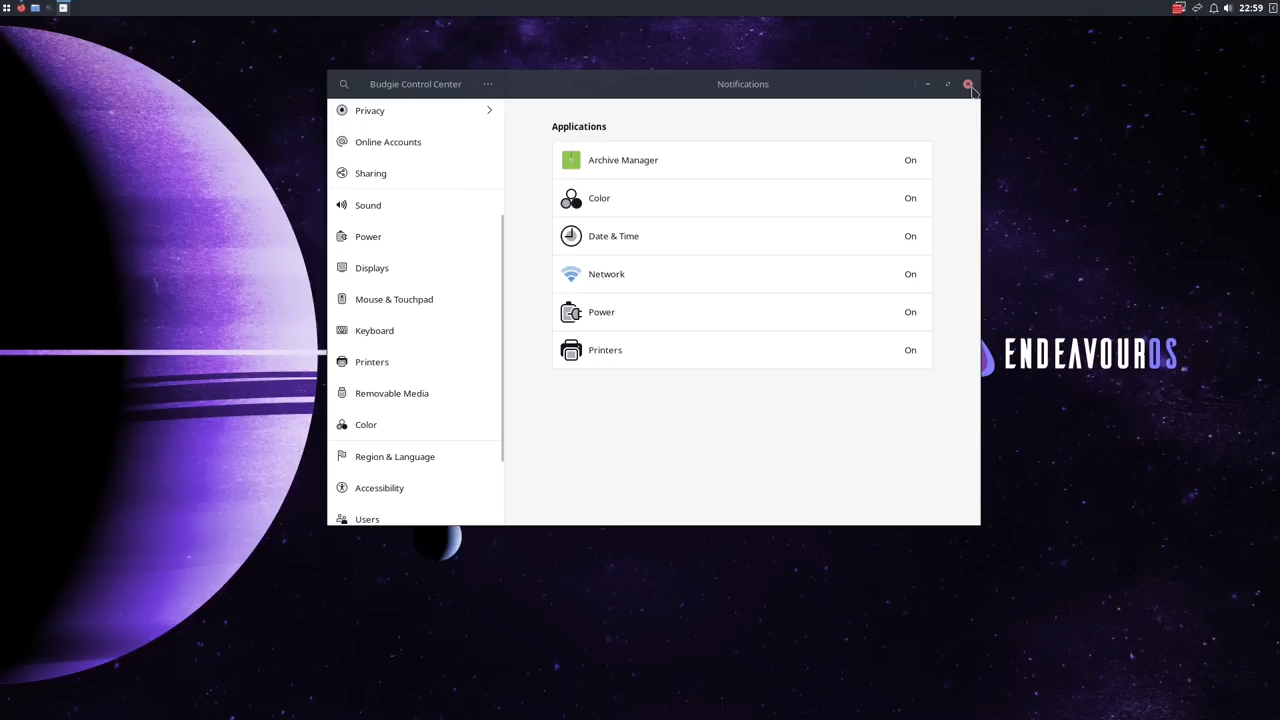 22:59
Budgie Control Center
Notifications
Privacy
Online Accounts
Sharing
Sound
Power
Displays
Mouse & Touchpad
Keyboard
Printers
Removable Media
Color
Region & Language
Accessibility
Users
Applications
Archive Manager On
Color On
Date & Time On
Network On
Power On
Printers On
ENDEAVOUROS